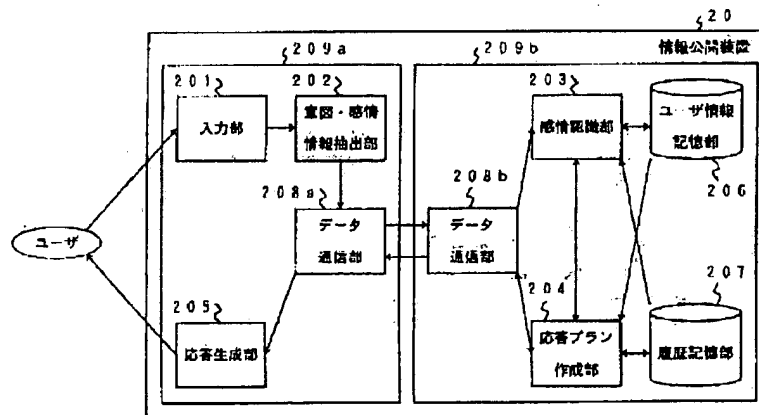 20
209a
209b
情報公開装置
201
202
203
入力部
意図・感情
情報抽出部
感情認識部
ユーザ情報
記憶部
206
208a
208b
ユーザ
データ
通信部
データ
通信部
207
205
204
応答生成部
応答プラン
作成部
履歴記憶部